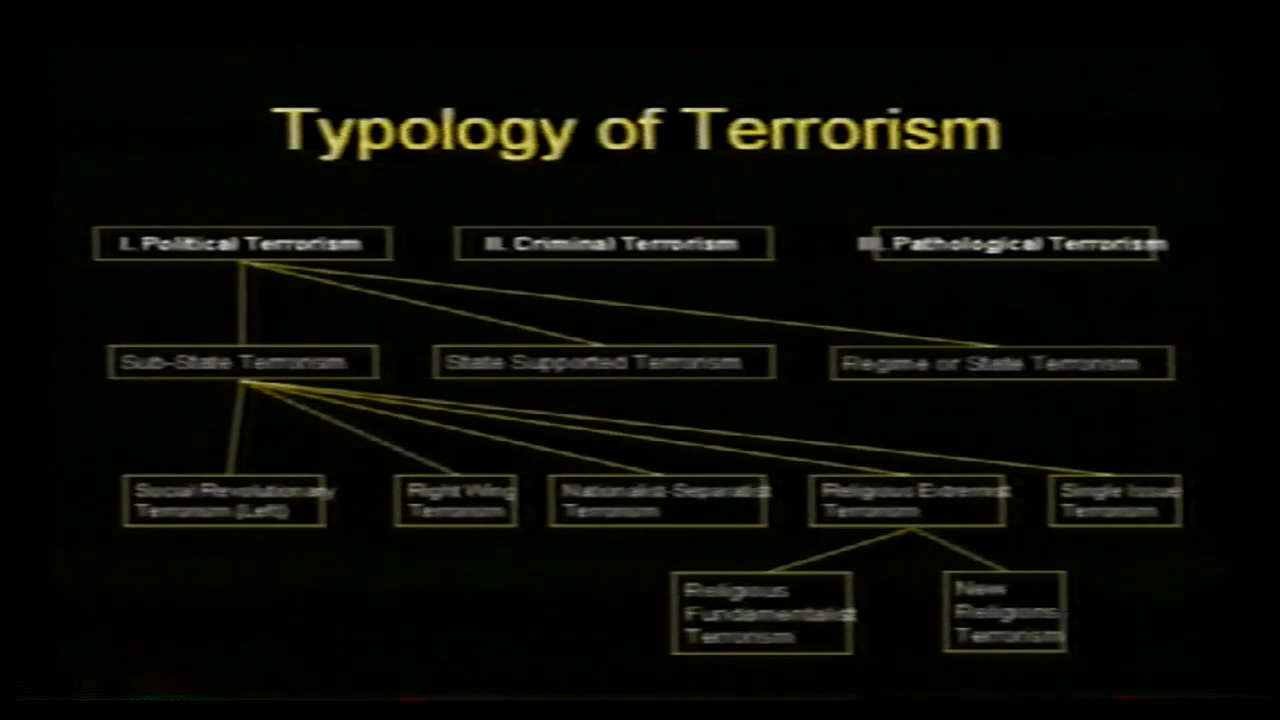 Typology of Terrorism
I. Political Terrorism
II. Criminal Terrorism
III. Pathological Terrorism
Sub-State Terrorism
State Supported Terrorism
Regime or State Terrorism
Social Revolutionary
Terrorism (Left)
Right Wing
Terrorism
Nationalist-Separatist
Terrorism
Religious Extremist
Terrorism
Single Issue
Terrorism
Religious
Fundamentalist
Terrorism
New
Religions
Terrorism